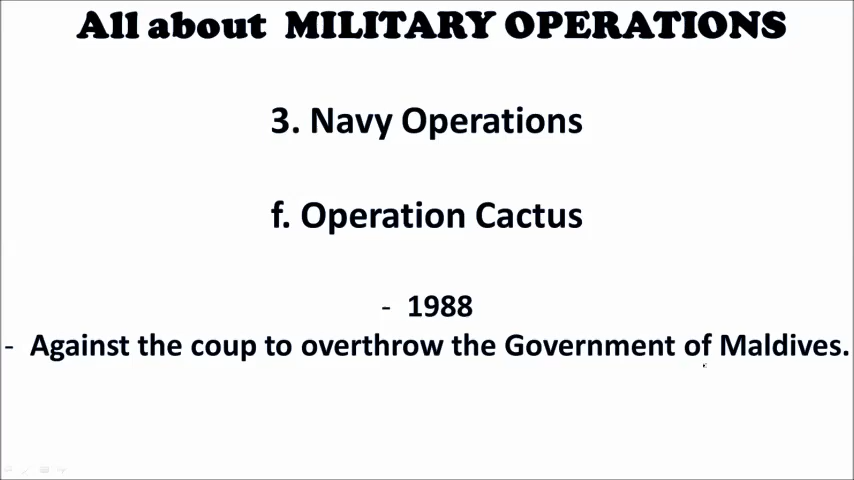 All about MILITARY OPERATIONS
3. Navy Operations
f. Operation Cactus
- 1988
- Against the coup to overthrow the Government of Maldives.